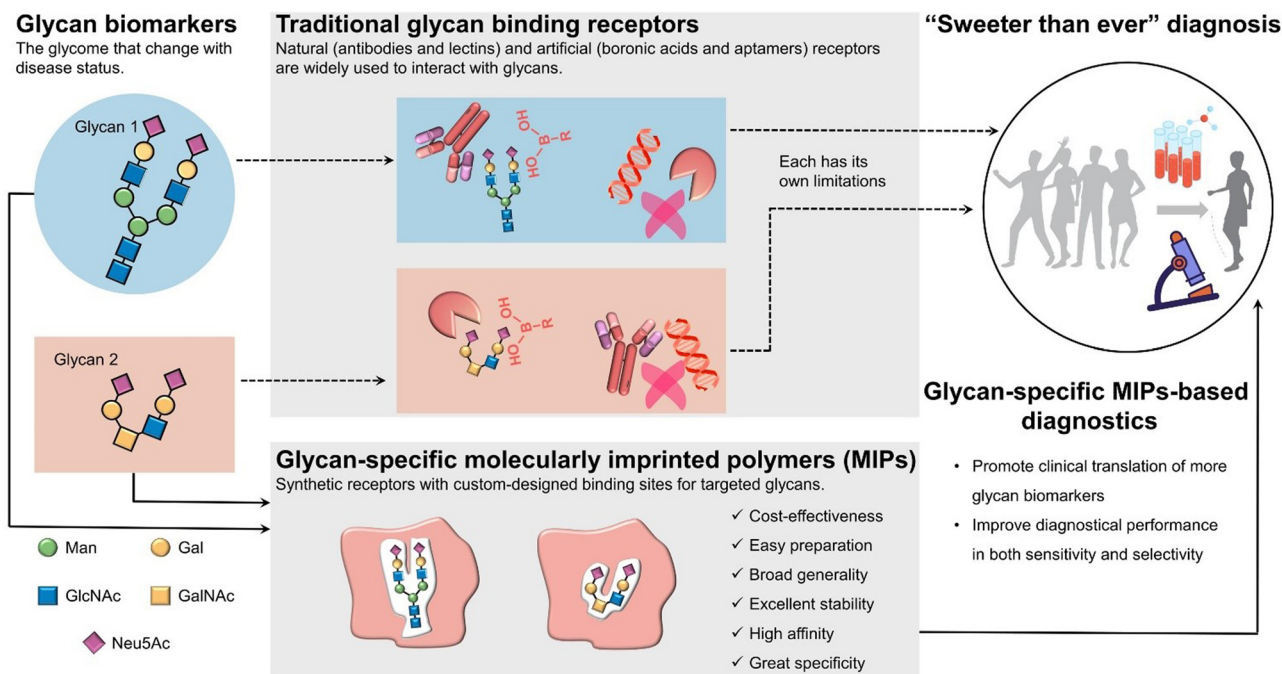 Glycan biomarkers
The glycome that change with
disease status.
Glycan 1
Glycan 2
Man
Gal
GlcNAc
GalNAc
Neu5Ac
Traditional glycan binding receptors
Natural (antibodies and lectins) and artificial (boronic acids and aptamers) receptors
are widely used to interact with glycans.
OH
B
R
HO
OH
B
R
HO
Each has its
own limitations
Glycan-specific molecularly imprinted polymers (MIPs)
Synthetic receptors with custom-designed binding sites for targeted glycans.
✓ Cost-effectiveness
✓ Easy preparation
✓ Broad generality
✓ Excellent stability
✓ High affinity
✓ Great specificity
“Sweeter than ever” diagnosis
Glycan-specific MIPs-based
diagnostics
• Promote clinical translation of more
glycan biomarkers
• Improve diagnostical performance
in both sensitivity and selectivity